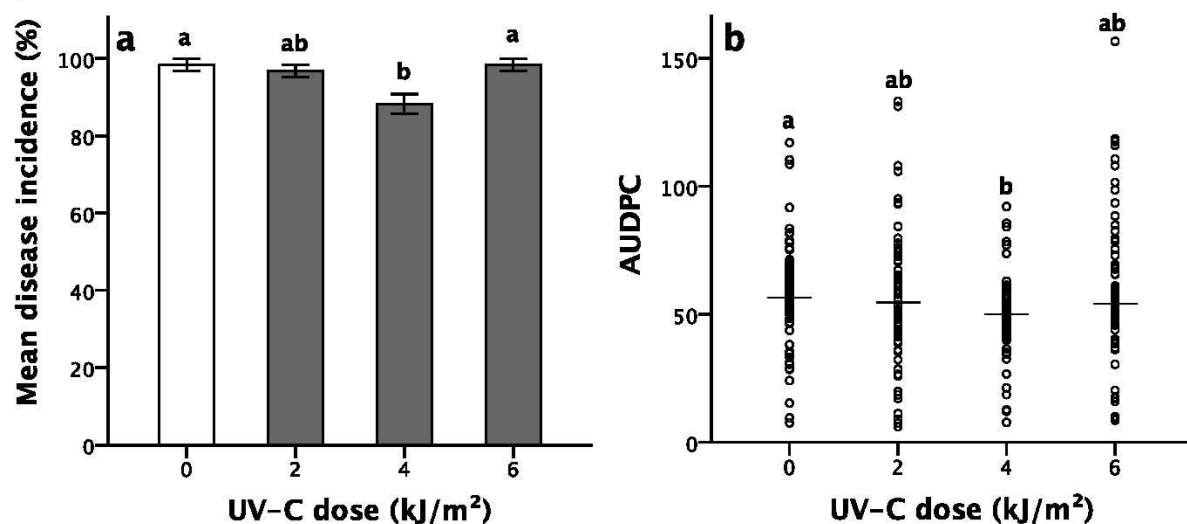 Mean disease incidence (%)
a
a
ab
b
a
100
80
60
40
20
0
0 2 4 6
UV-C dose (kJ/m²)
b
AUDPC
a
ab
b
ab
150
100
50
0
0 2 4 6
UV-C dose (kJ/m²)